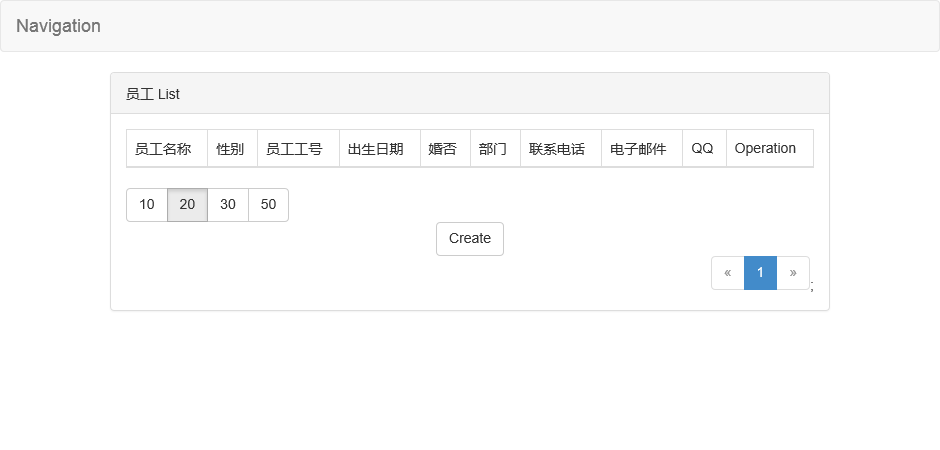 Navigation
员工 List
员工名称 性别 员工工号 出生日期 婚否 部门 联系电话 电子邮件 QQ Operation
10 20 30 50
Create
« 1 » ;